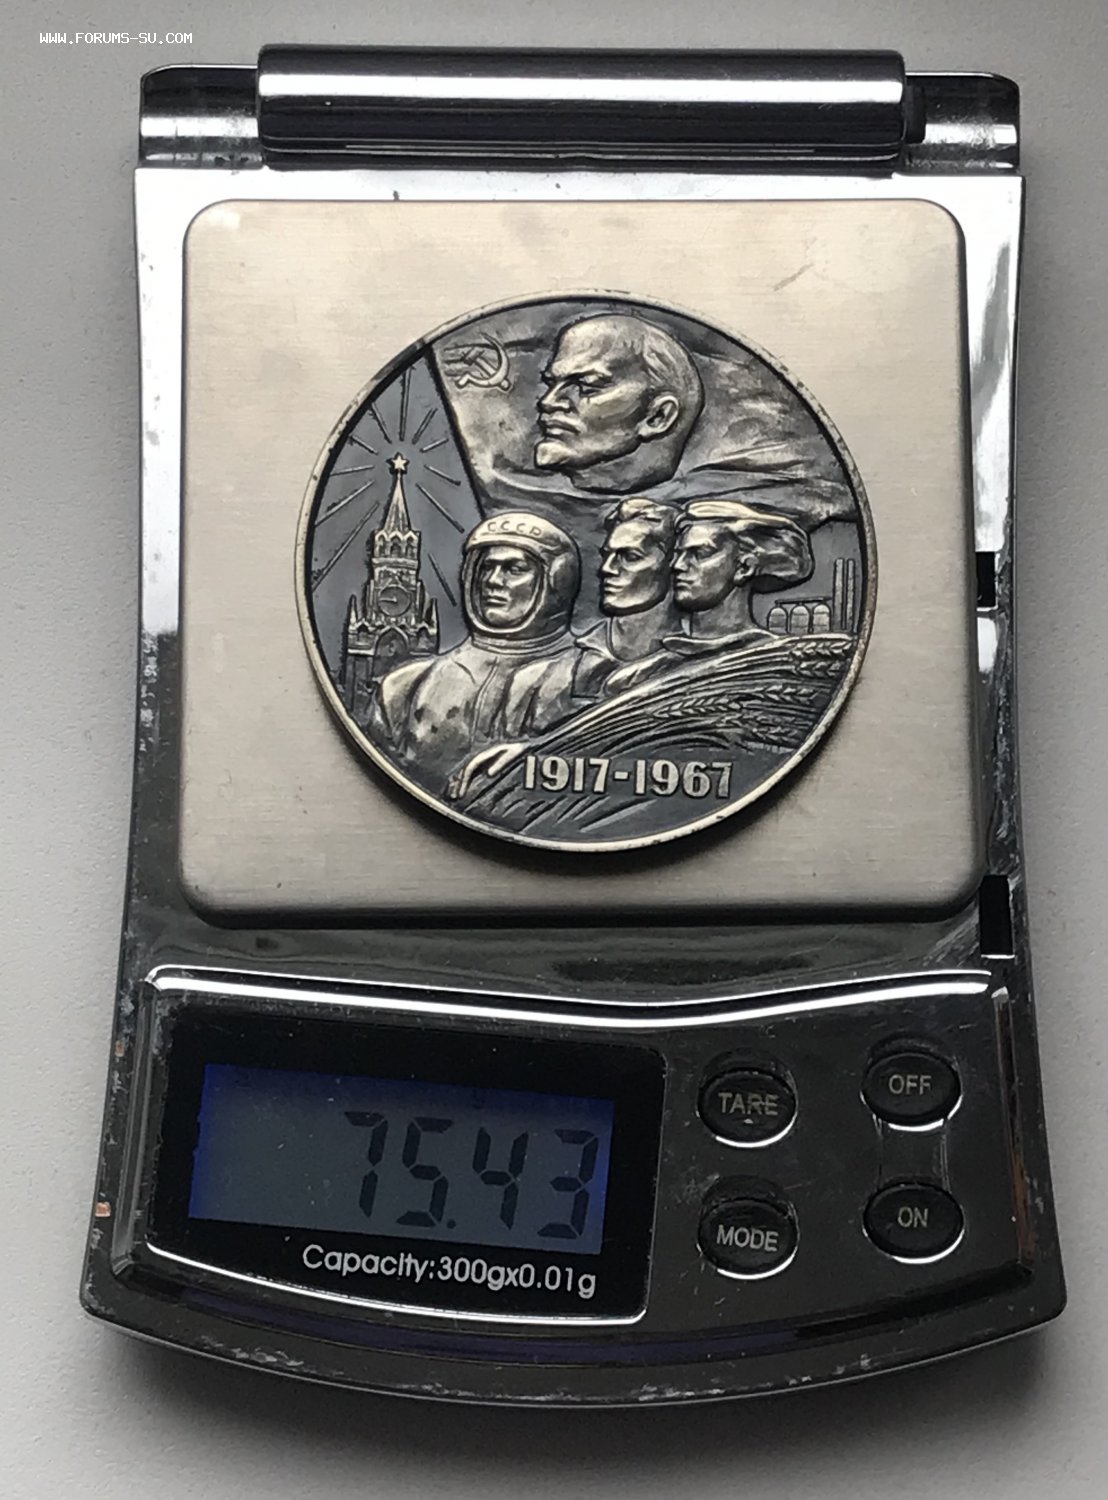 WWW.FORUMS-SU.COM
СССР
1917-1967
75.43
Capacity:300gx0.01g
TARE
OFF
MODE
ON